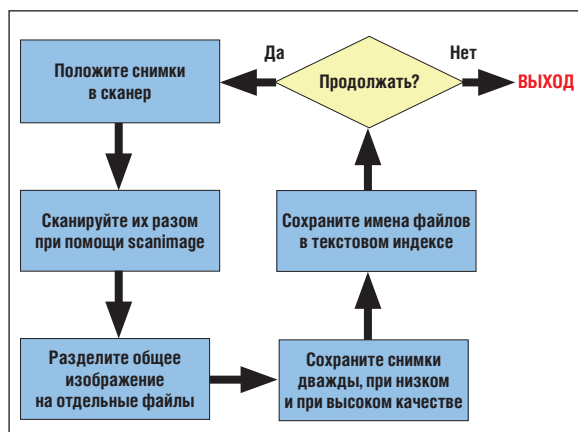 Да
Нет
Положите снимки
в сканер
Продолжать?
ВЫХОД
Сканируйте их разом
при помощи scanimage
Сохраните имена файлов
в текстовом индексе
Разделите общее
изображение
на отдельные файлы
Сохраните снимки
дважды, при низком
и при высоком качестве